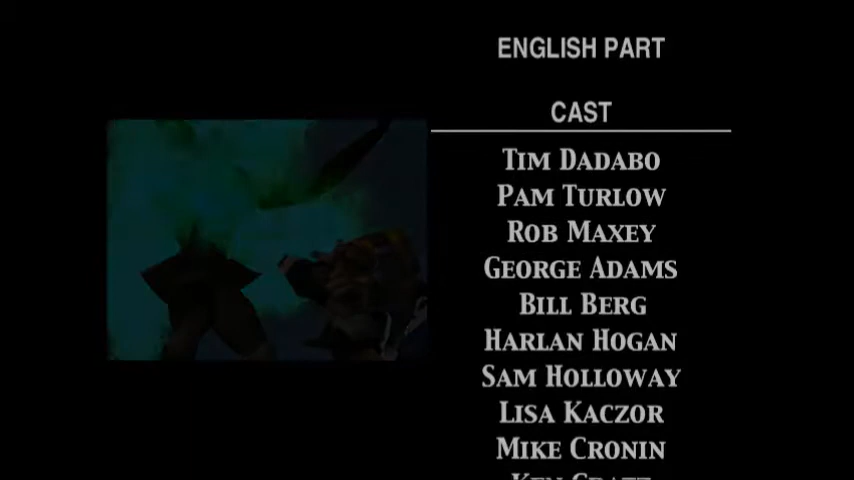 ENGLISH PART
CAST
TIM DADABO
PAM TURLOW
ROB MAXEY
GEORGE ADAMS
BILL BERG
HARLAN HOGAN
SAM HOLLOWAY
LISA KACZOR
MIKE CRONIN